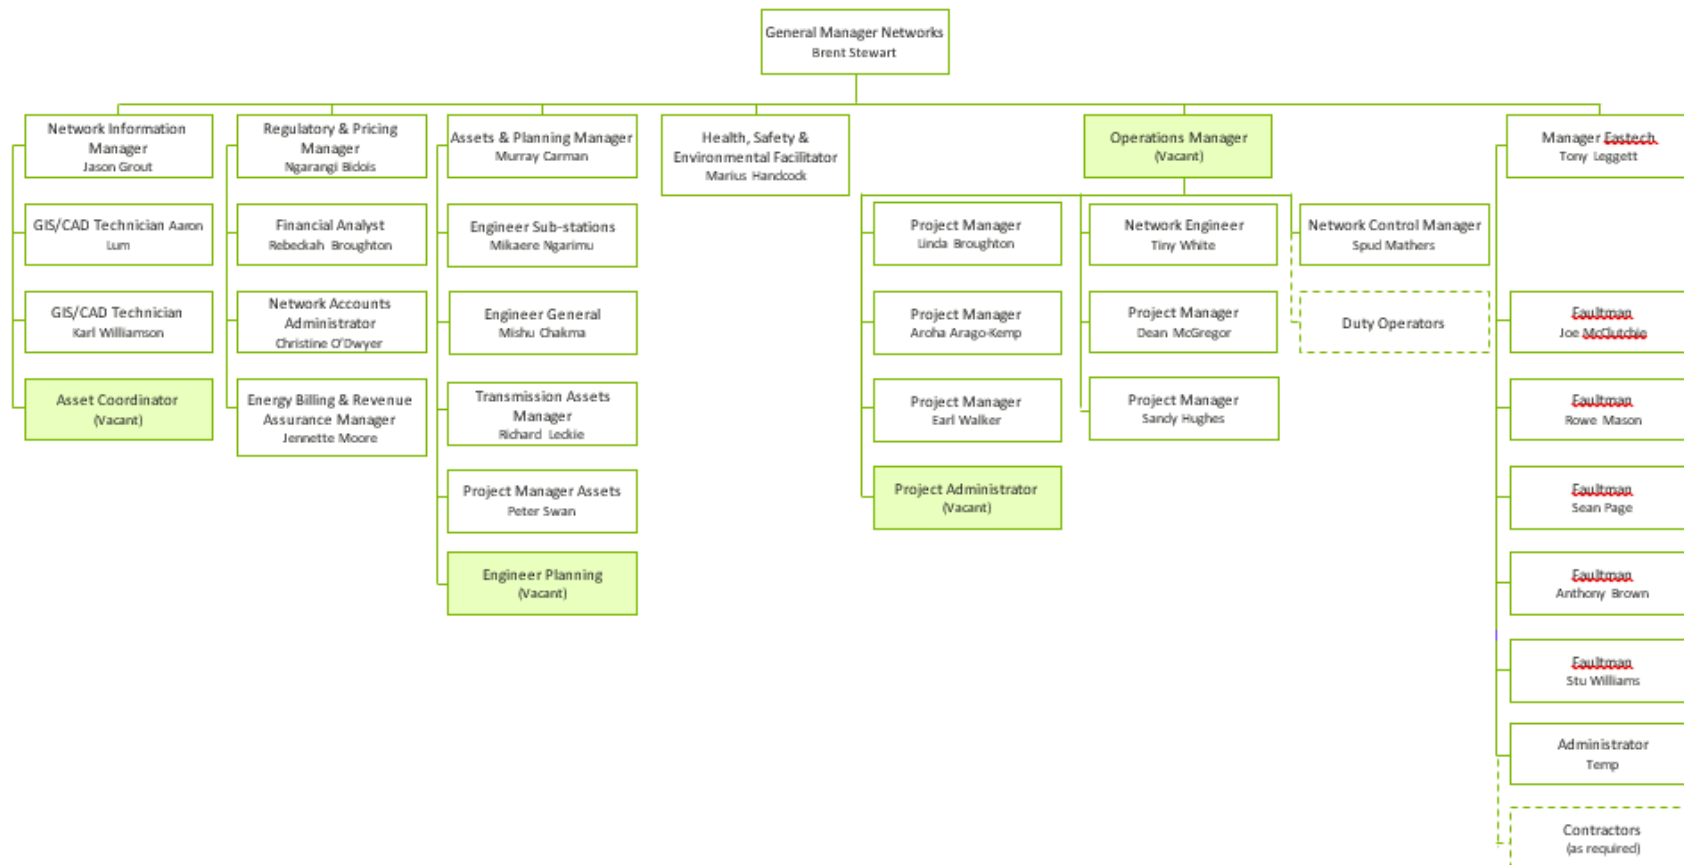 General Manager Networks
Brent Stewart
Network Information
Manager
Jason Grout
GIS/CAD Technician Aaron
Lum
GIS/CAD Technician
Karl Williamson
Asset Coordinator
(Vacant)
Regulatory & Pricing
Manager
Ngarangi Bidois
Financial Analyst
Rebeckah Broughton
Network Accounts
Administrator
Christine O'Dwyer
Energy Billing & Revenue
Assurance Manager
Jennette Moore
Assets & Planning Manager
Murray Carman
Engineer Sub-stations
Mikaere Ngarimu
Engineer General
Mishu Chakma
Transmission Assets
Manager
Richard Leckie
Project Manager Assets
Peter Swan
Engineer Planning
(Vacant)
Health, Safety &
Environmental Facilitator
Marius Handcock
Operations Manager
(Vacant)
Project Manager
Linda Broughton
Project Manager
Aroha Arago-Kemp
Project Manager
Earl Walker
Project Administrator
(Vacant)
Network Engineer
Tiny White
Project Manager
Dean McGregor
Project Manager
Sandy Hughes
Network Control Manager
Spud Mathers
Duty Operators
Manager Eastech
Tony Leggett
Faultman
Joe McClutchie
Faultman
Rowe Mason
Faultman
Sean Page
Faultman
Anthony Brown
Faultman
Stu Williams
Administrator
Temp
Contractors
(as required)